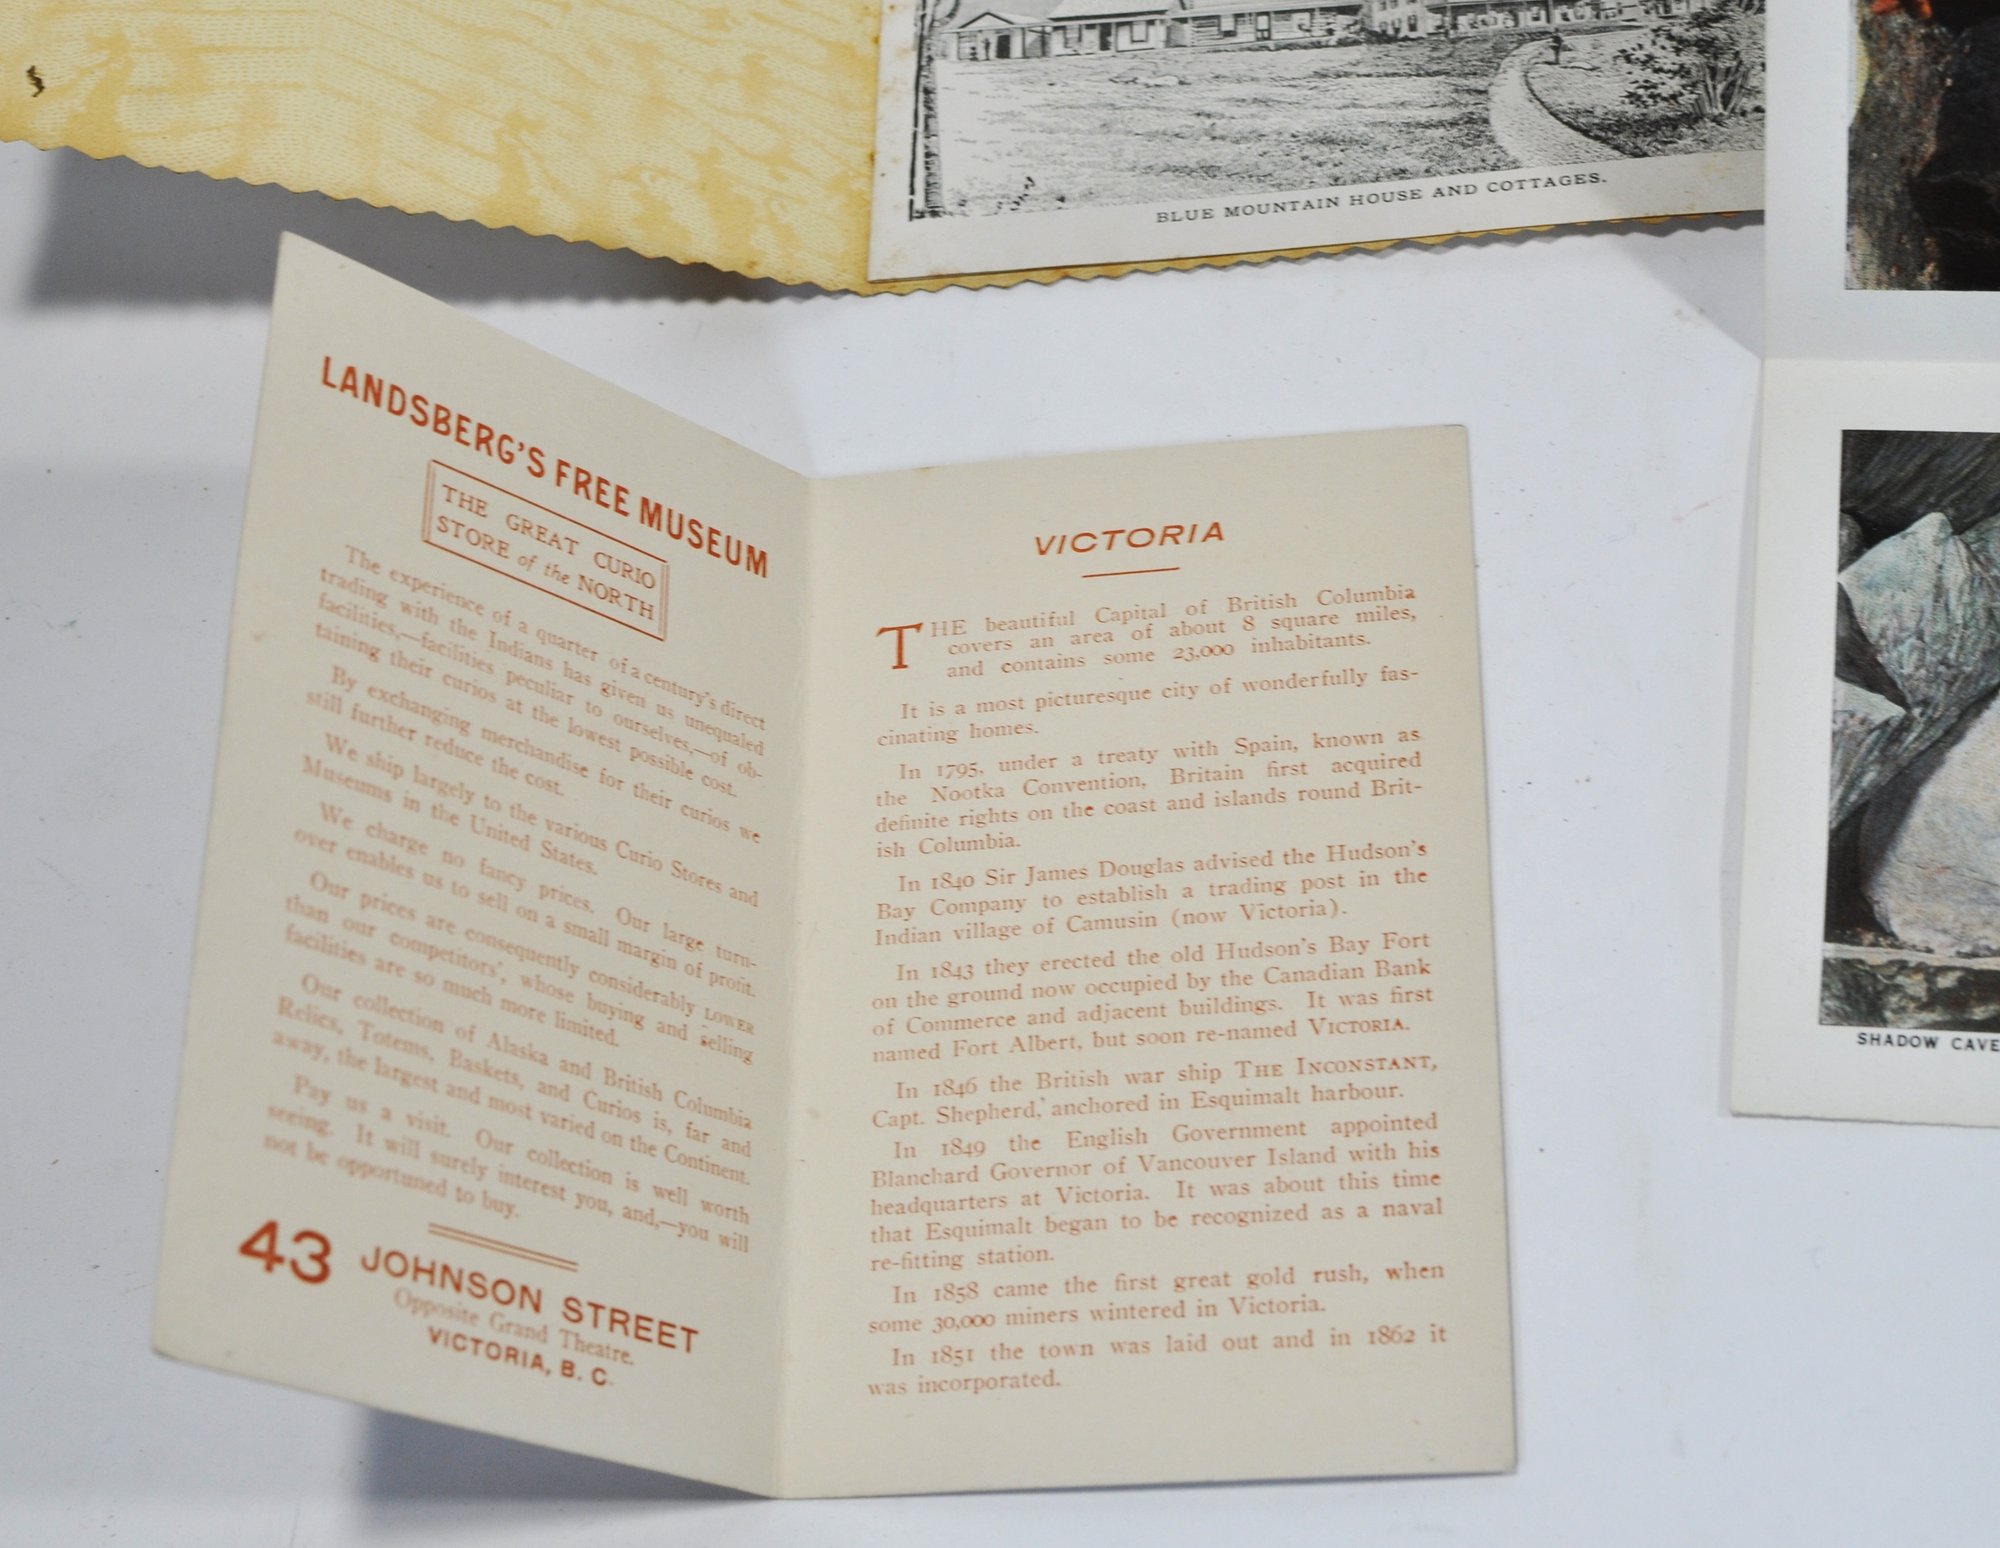 BLUE MOUNTAIN HOUSE AND COTTAGES.
LANDSBERG'S FREE MUSEUM
THE GREAT CURIO
STORE of the NORTH
The experience of a quarter of a century's direct
trading with the Indians has given us unequaled
facilities,—facilities peculiar to ourselves,—of ob-
taining their curios at the lowest possible cost.
By exchanging merchandise for their curios we
still further reduce the cost.
We ship largely to the various Curio Stores and
Museums in the United States.
We charge no fancy prices. Our large turn-
over enables us to sell on a small margin of profit.
Our prices are consequently considerably LOWER
than our competitors', whose buying and selling
facilities are so much more limited.
Our collection of Alaska and British Columbia
Relics, Totems, Baskets, and Curios is, far and
away, the largest and most varied on the Continent.
Pay us a visit. Our collection is well worth
seeing. It will surely interest you, and,—you will
not be opportuned to buy.
43 JOHNSON STREET
Opposite Grand Theatre.
VICTORIA, B. C.
VICTORIA
THE beautiful Capital of British Columbia
covers an area of about 8 square miles,
and contains some 23,000 inhabitants.
It is a most picturesque city of wonderfully fas-
cinating homes.
In 1795, under a treaty with Spain, known as
the Nootka Convention, Britain first acquired
definite rights on the coast and islands round Brit-
ish Columbia.
In 1840 Sir James Douglas advised the Hudson's
Bay Company to establish a trading post in the
Indian village of Camusin (now Victoria).
In 1843 they erected the old Hudson's Bay Fort
on the ground now occupied by the Canadian Bank
of Commerce and adjacent buildings. It was first
named Fort Albert, but soon re-named VICTORIA.
In 1846 the British war ship THE INCONSTANT,
Capt. Shepherd, anchored in Esquimalt harbour.
In 1849 the English Government appointed
Blanchard Governor of Vancouver Island with his
headquarters at Victoria. It was about this time
that Esquimalt began to be recognized as a naval
re-fitting station.
In 1858 came the first great gold rush, when
some 30,000 miners wintered in Victoria.
In 1851 the town was laid out and in 1862 it
was incorporated.
SHADOW CAVE